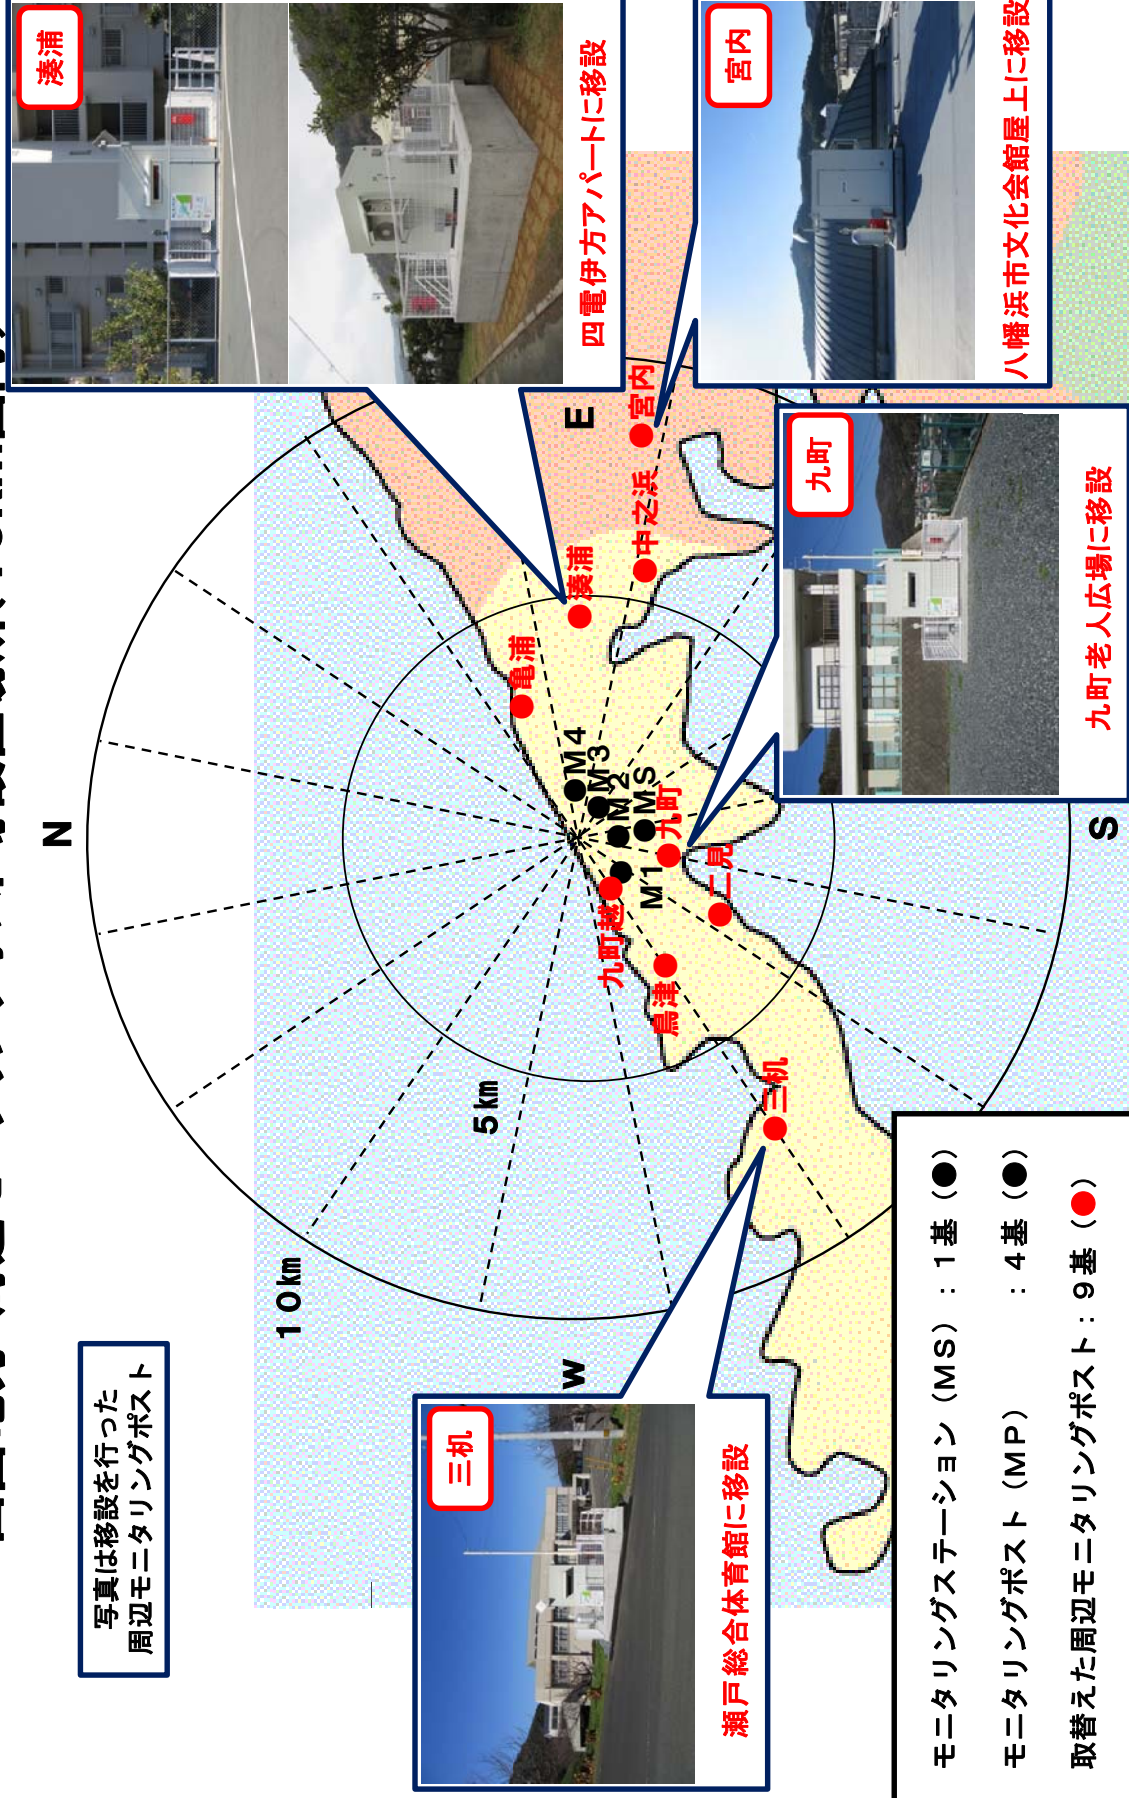 写真は移設を行った
周辺モニタリングポスト
N
10km
5km
W
E
S
湊浦
四電伊方アパートに移設
宮内
八幡浜市文化会館屋上に移設
九町
九町老人広場に移設
三机
瀬戸総合体育館に移設
亀浦
湊浦
中之浜
宮内
M4
M3
M2
MS
M1
九町
九町越
二見
鳥津
三机
モニタリングステーション（MS）：1基（●）
モニタリングポスト（MP）：4基（●）
取替えた周辺モニタリングポスト：9基（●）